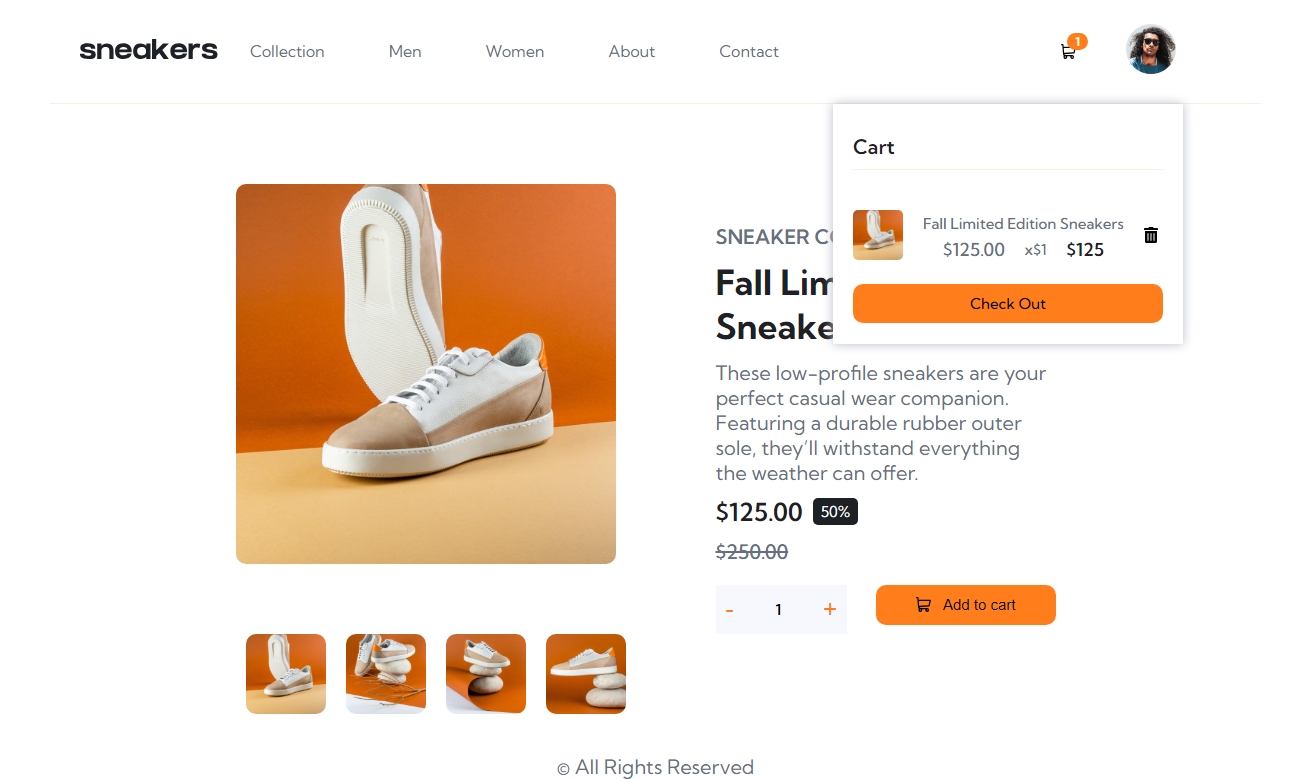 sneakers
Collection
Men
Women
About
Contact
1
Cart
Fall Limited Edition Sneakers
$125.00 x$1 $125
Check Out
SNEAKER
Fall
Sneake
These low-profile sneakers are your
perfect casual wear companion.
Featuring a durable rubber outer
sole, they’ll withstand everything
the weather can offer.
$125.00 50%
$250.00
- 1 +
Add to cart
© All Rights Reserved